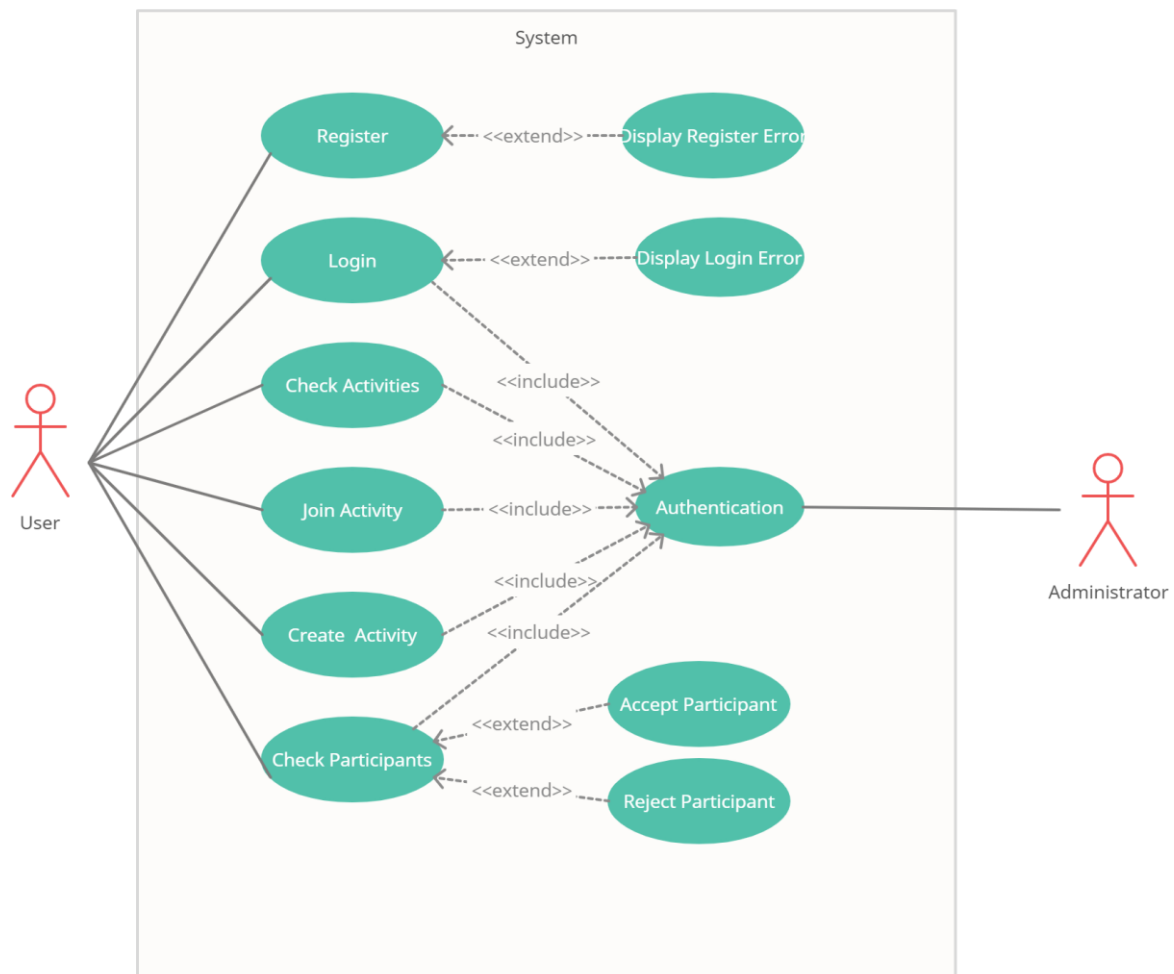 System
Register
<<extend>>
Display Register Error
Login
<<extend>>
Display Login Error
<<include>>
Check Activities
<<include>>
Join Activity
<<include>>
Authentication
User
Administrator
<<include>>
Create  Activity
<<include>>
Accept Participant
<<extend>>
Check Participants
<<extend>>
Reject Participant